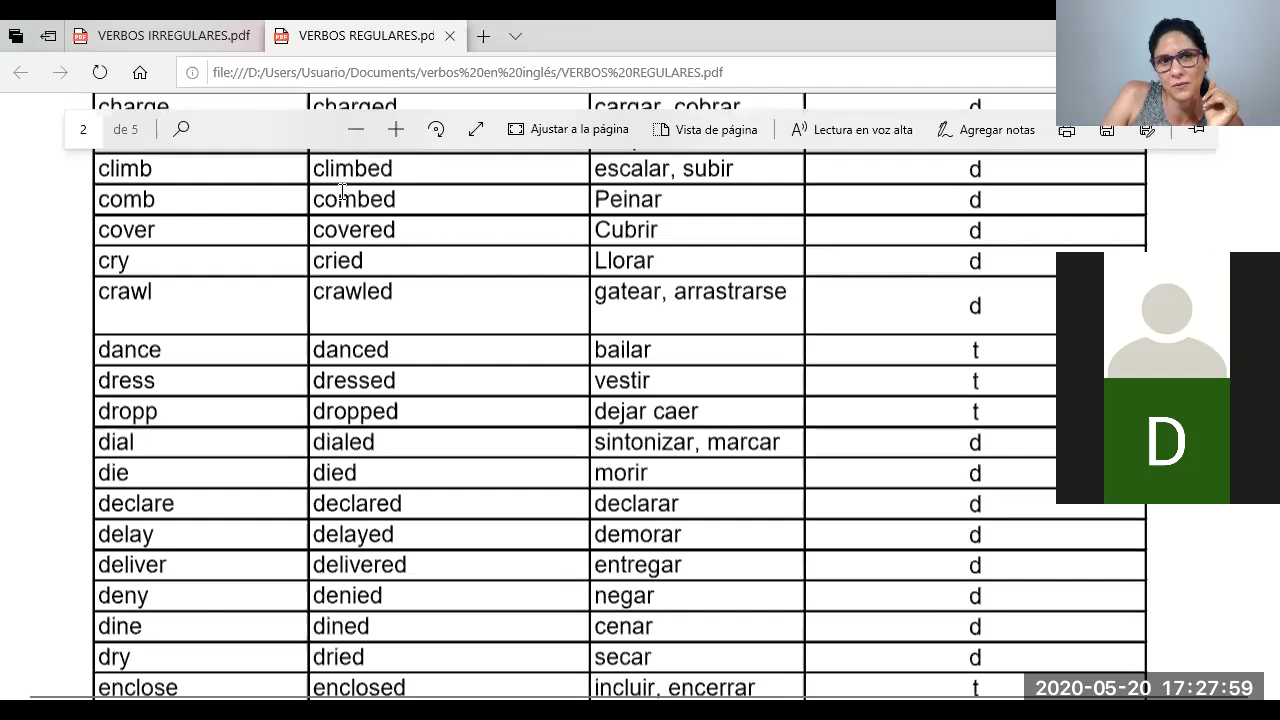 VERBOS IRREGULARES.pdf VERBOS REGULARES.pd
file:///D:/Users/Usuario/Documents/verbos%20en%20inglés/VERBOS%20REGULARES.pdf
charge charged cargar, cobrar d
2 de 5 Ajustar a la página Vista de página Lectura en voz alta Agregar notas
climb climbed escalar, subir d
comb combed Peinar d
cover covered Cubrir d
cry cried Llorar d
crawl crawled gatear, arrastrarse d
dance danced bailar t
dress dressed vestir t
dropp dropped dejar caer t
dial dialed sintonizar, marcar d
die died morir d
declare declared declarar d
delay delayed demorar d
deliver delivered entregar d
deny denied negar d
dine dined cenar d
dry dried secar d
enclose enclosed incluir, encerrar t
D
2020-05-20 17:27:59